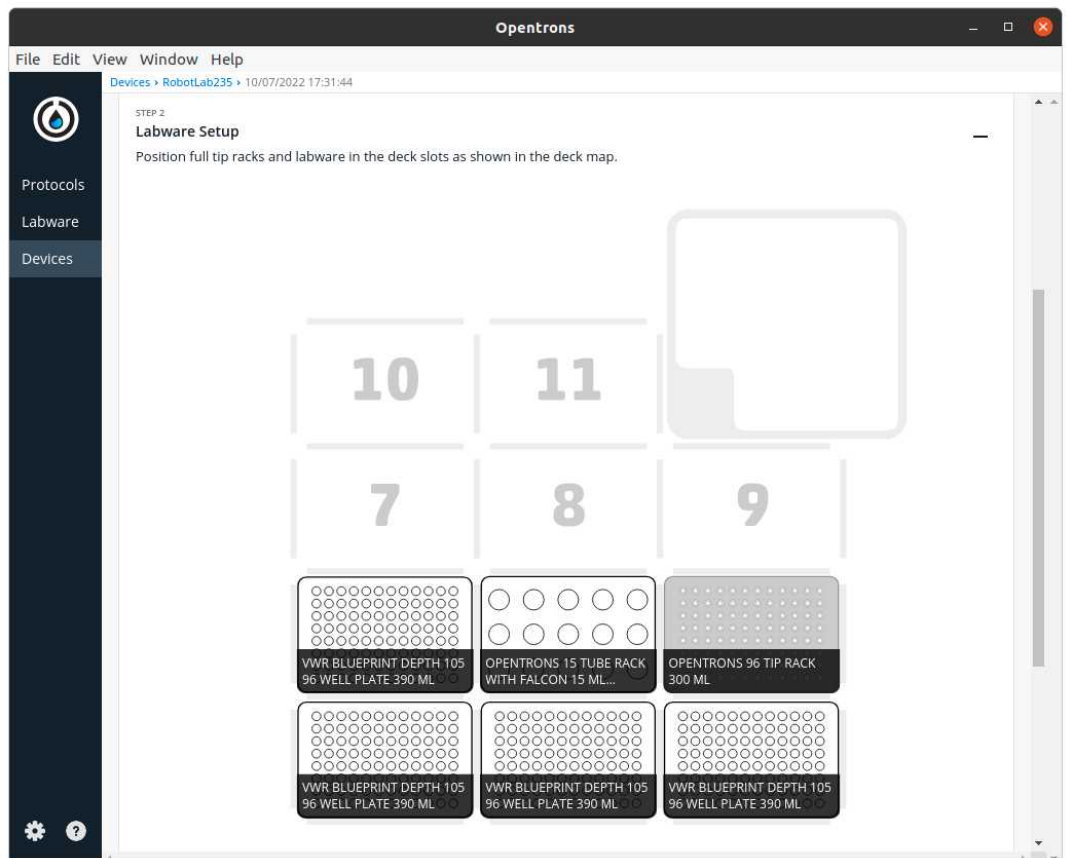 Opentrons
File Edit View Window Help
Devices › RobotLab235 › 10/07/2022 17:31:44
STEP 2
Labware Setup
Position full tip racks and labware in the deck slots as shown in the deck map.
Protocols
Labware
Devices
10 11
7 8 9
VWR BLUEPRINT DEPTH 105
96 WELL PLATE 390 ML
OPENTRONS 15 TUBE RACK
WITH FALCON 15 ML...
OPENTRONS 96 TIP RACK
300 ML
VWR BLUEPRINT DEPTH 105
96 WELL PLATE 390 ML
VWR BLUEPRINT DEPTH 105
96 WELL PLATE 390 ML
VWR BLUEPRINT DEPTH 105
96 WELL PLATE 390 ML
?